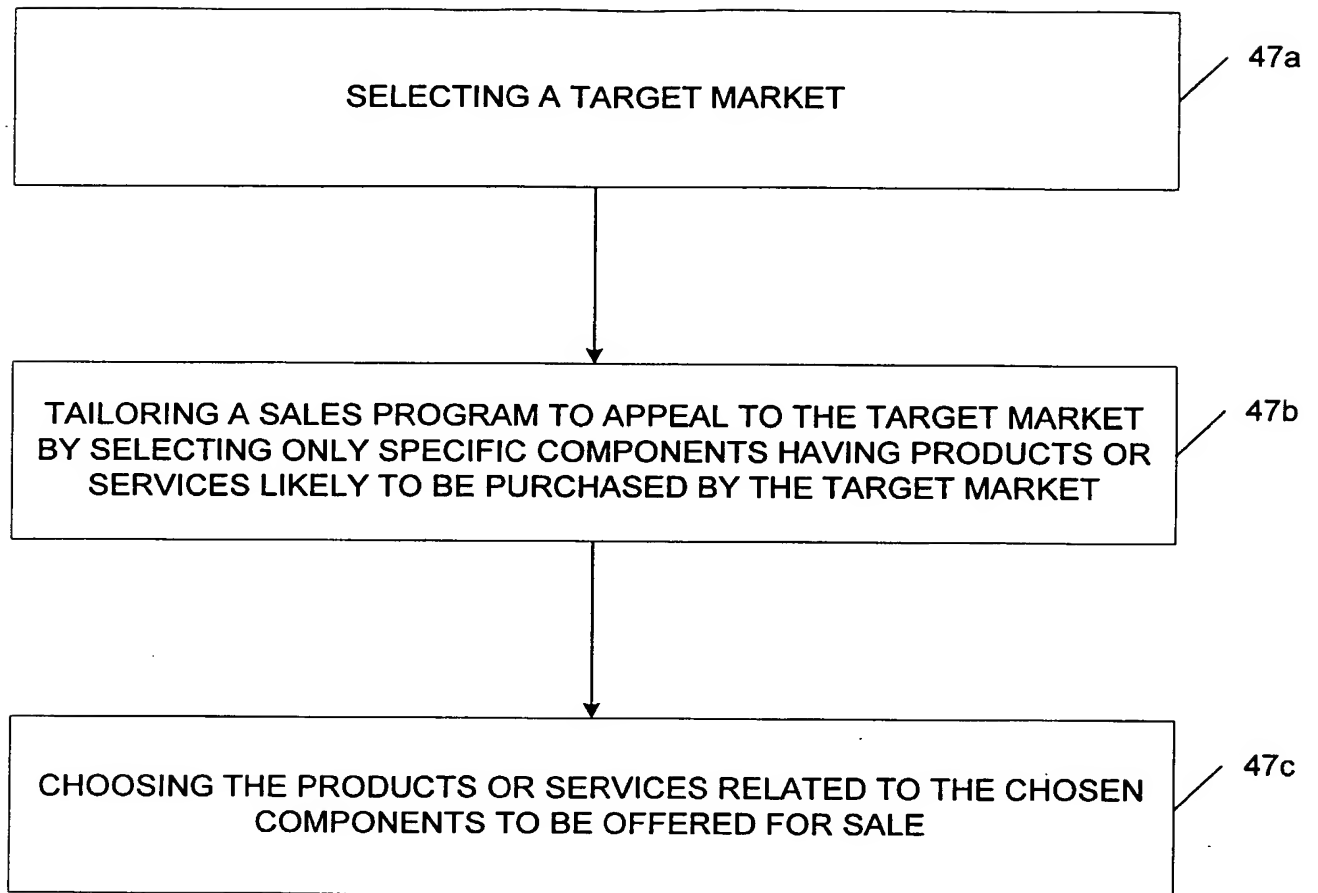 SELECTING A TARGET MARKET
47a
TAILORING A SALES PROGRAM TO APPEAL TO THE TARGET MARKET
BY SELECTING ONLY SPECIFIC COMPONENTS HAVING PRODUCTS OR
SERVICES LIKELY TO BE PURCHASED BY THE TARGET MARKET
47b
CHOOSING THE PRODUCTS OR SERVICES RELATED TO THE CHOSEN
COMPONENTS TO BE OFFERED FOR SALE
47c